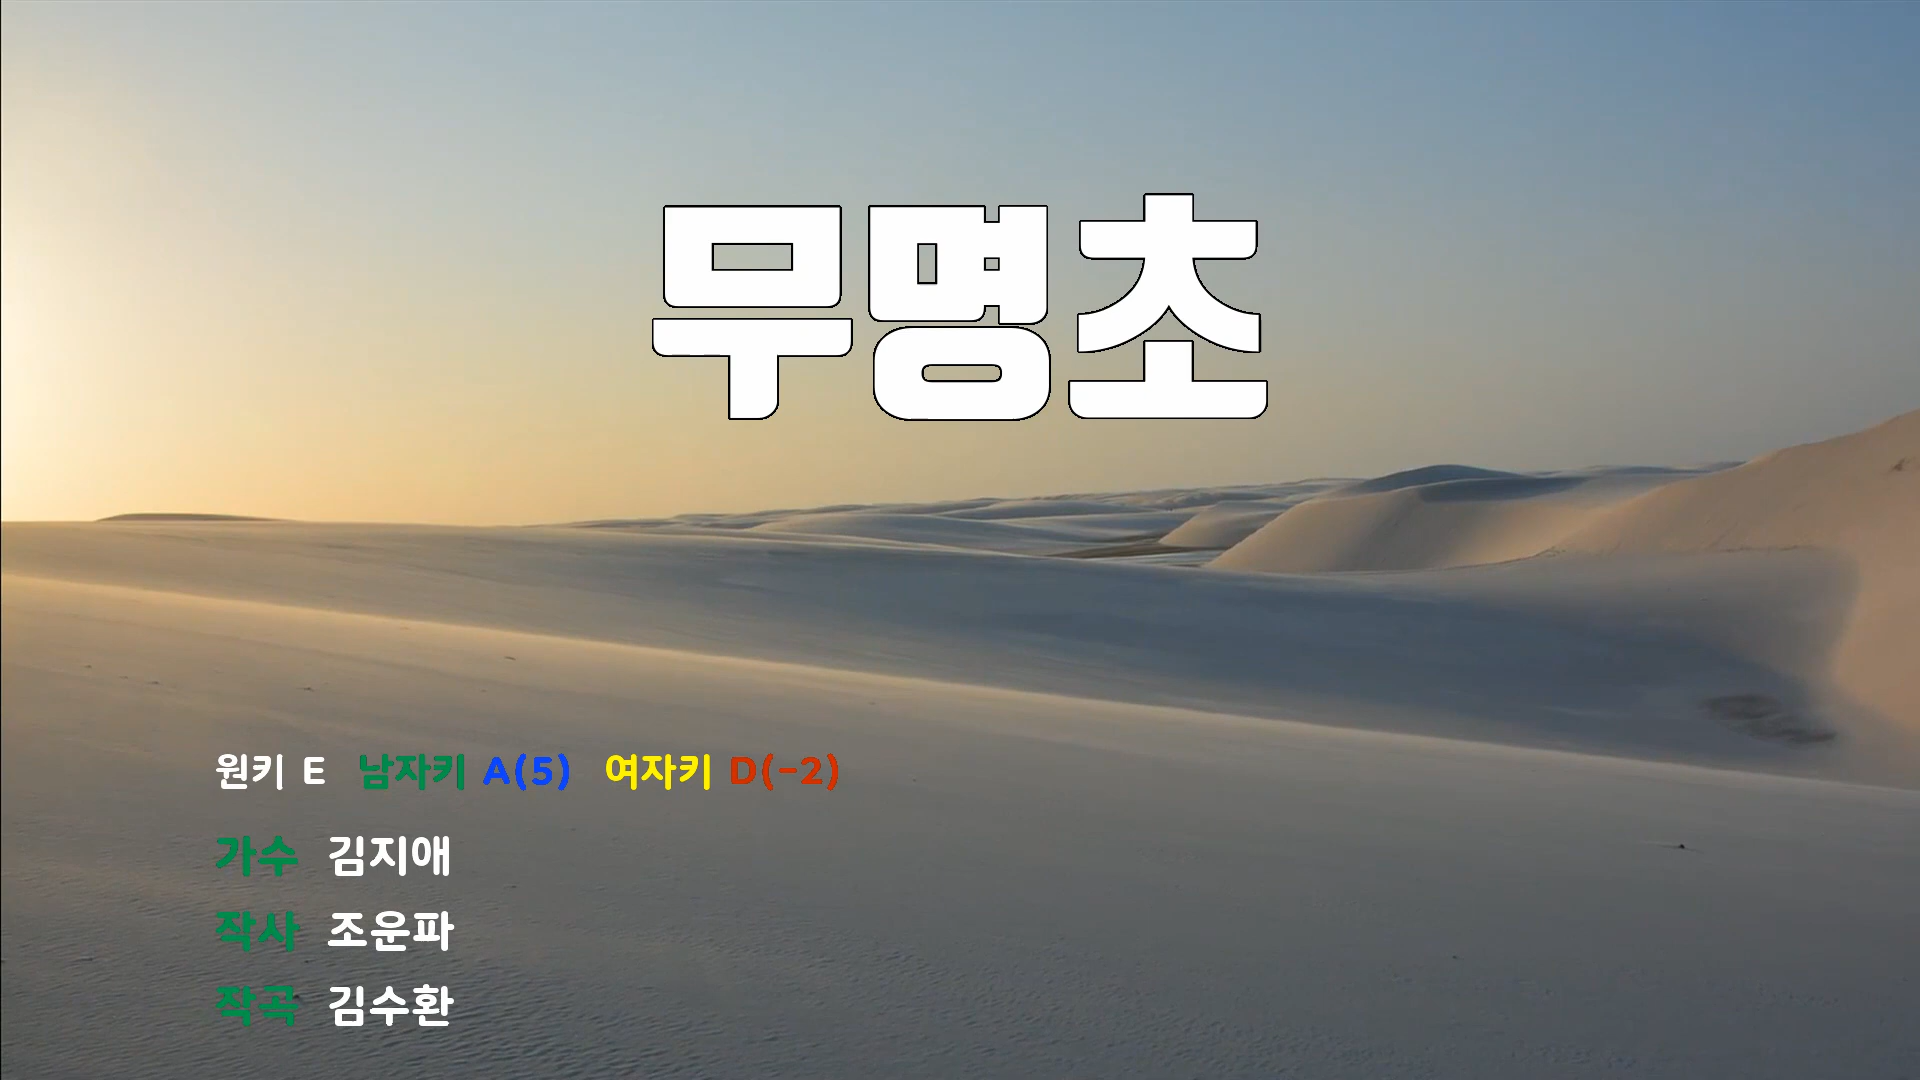 무명초
원키 E 남자키 A(5) 여자키 D(-2)
가수 김지애
작사 조운파
작곡 김수환